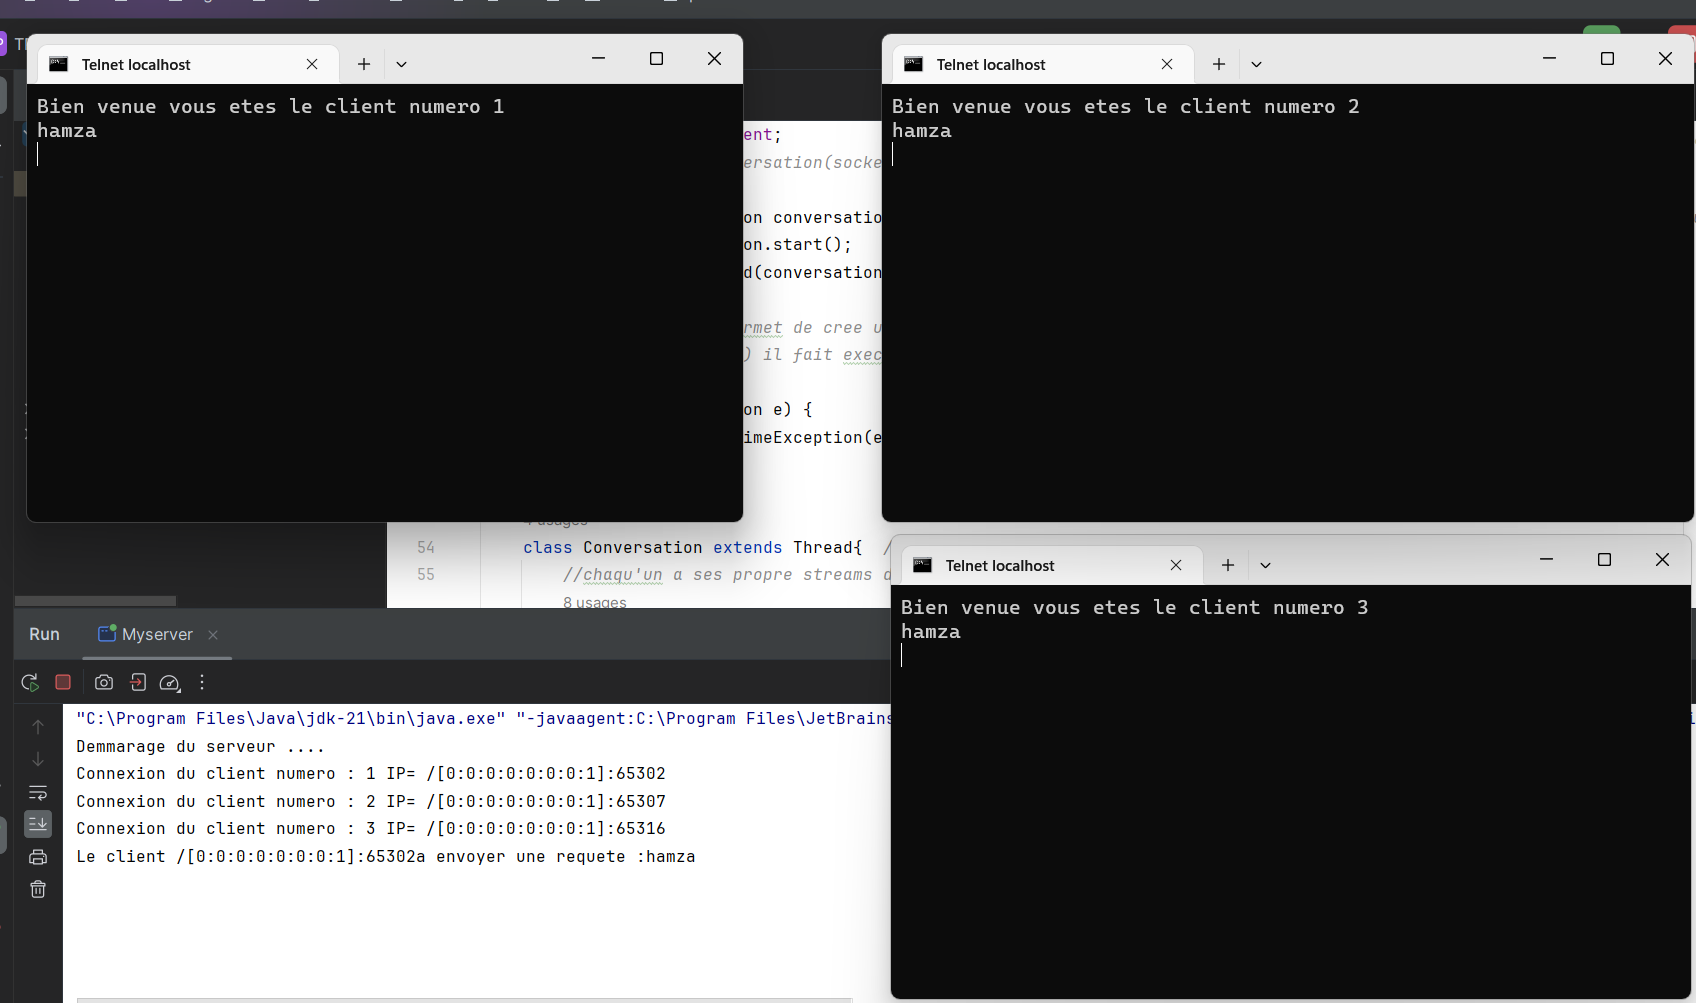 Telnet localhost
Bien venue vous etes le client numero 1
hamza
Telnet localhost
Bien venue vous etes le client numero 2
hamza
ent;
ersation(socke
on conversatio
on.start();
d(conversation
rmet de cree u
) il fait exec
on e) {
imeException(e
54 class Conversation extends Thread{ /
55 //chaqu'un a ses propre streams
8 usages
Telnet localhost
Bien venue vous etes le client numero 3
hamza
Run Myserver
"C:\Program Files\Java\jdk-21\bin\java.exe" "-javaagent:C:\Program Files\JetBrains
Demmarage du serveur ....
Connexion du client numero : 1 IP= /[0:0:0:0:0:0:0:1]:65302
Connexion du client numero : 2 IP= /[0:0:0:0:0:0:0:1]:65307
Connexion du client numero : 3 IP= /[0:0:0:0:0:0:0:1]:65316
Le client /[0:0:0:0:0:0:0:1]:65302a envoyer une requete :hamza